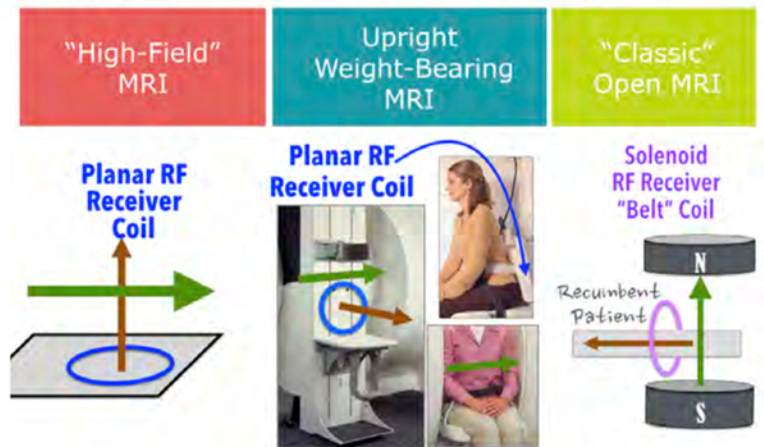 “High-Field”
MRI
Upright
Weight-Bearing
MRI
“Classic”
Open MRI
Planar RF
Receiver
Coil
Planar RF
Receiver Coil
Solenoid
RF Receiver
“Belt” Coil
N
Recumbent
Patient
S